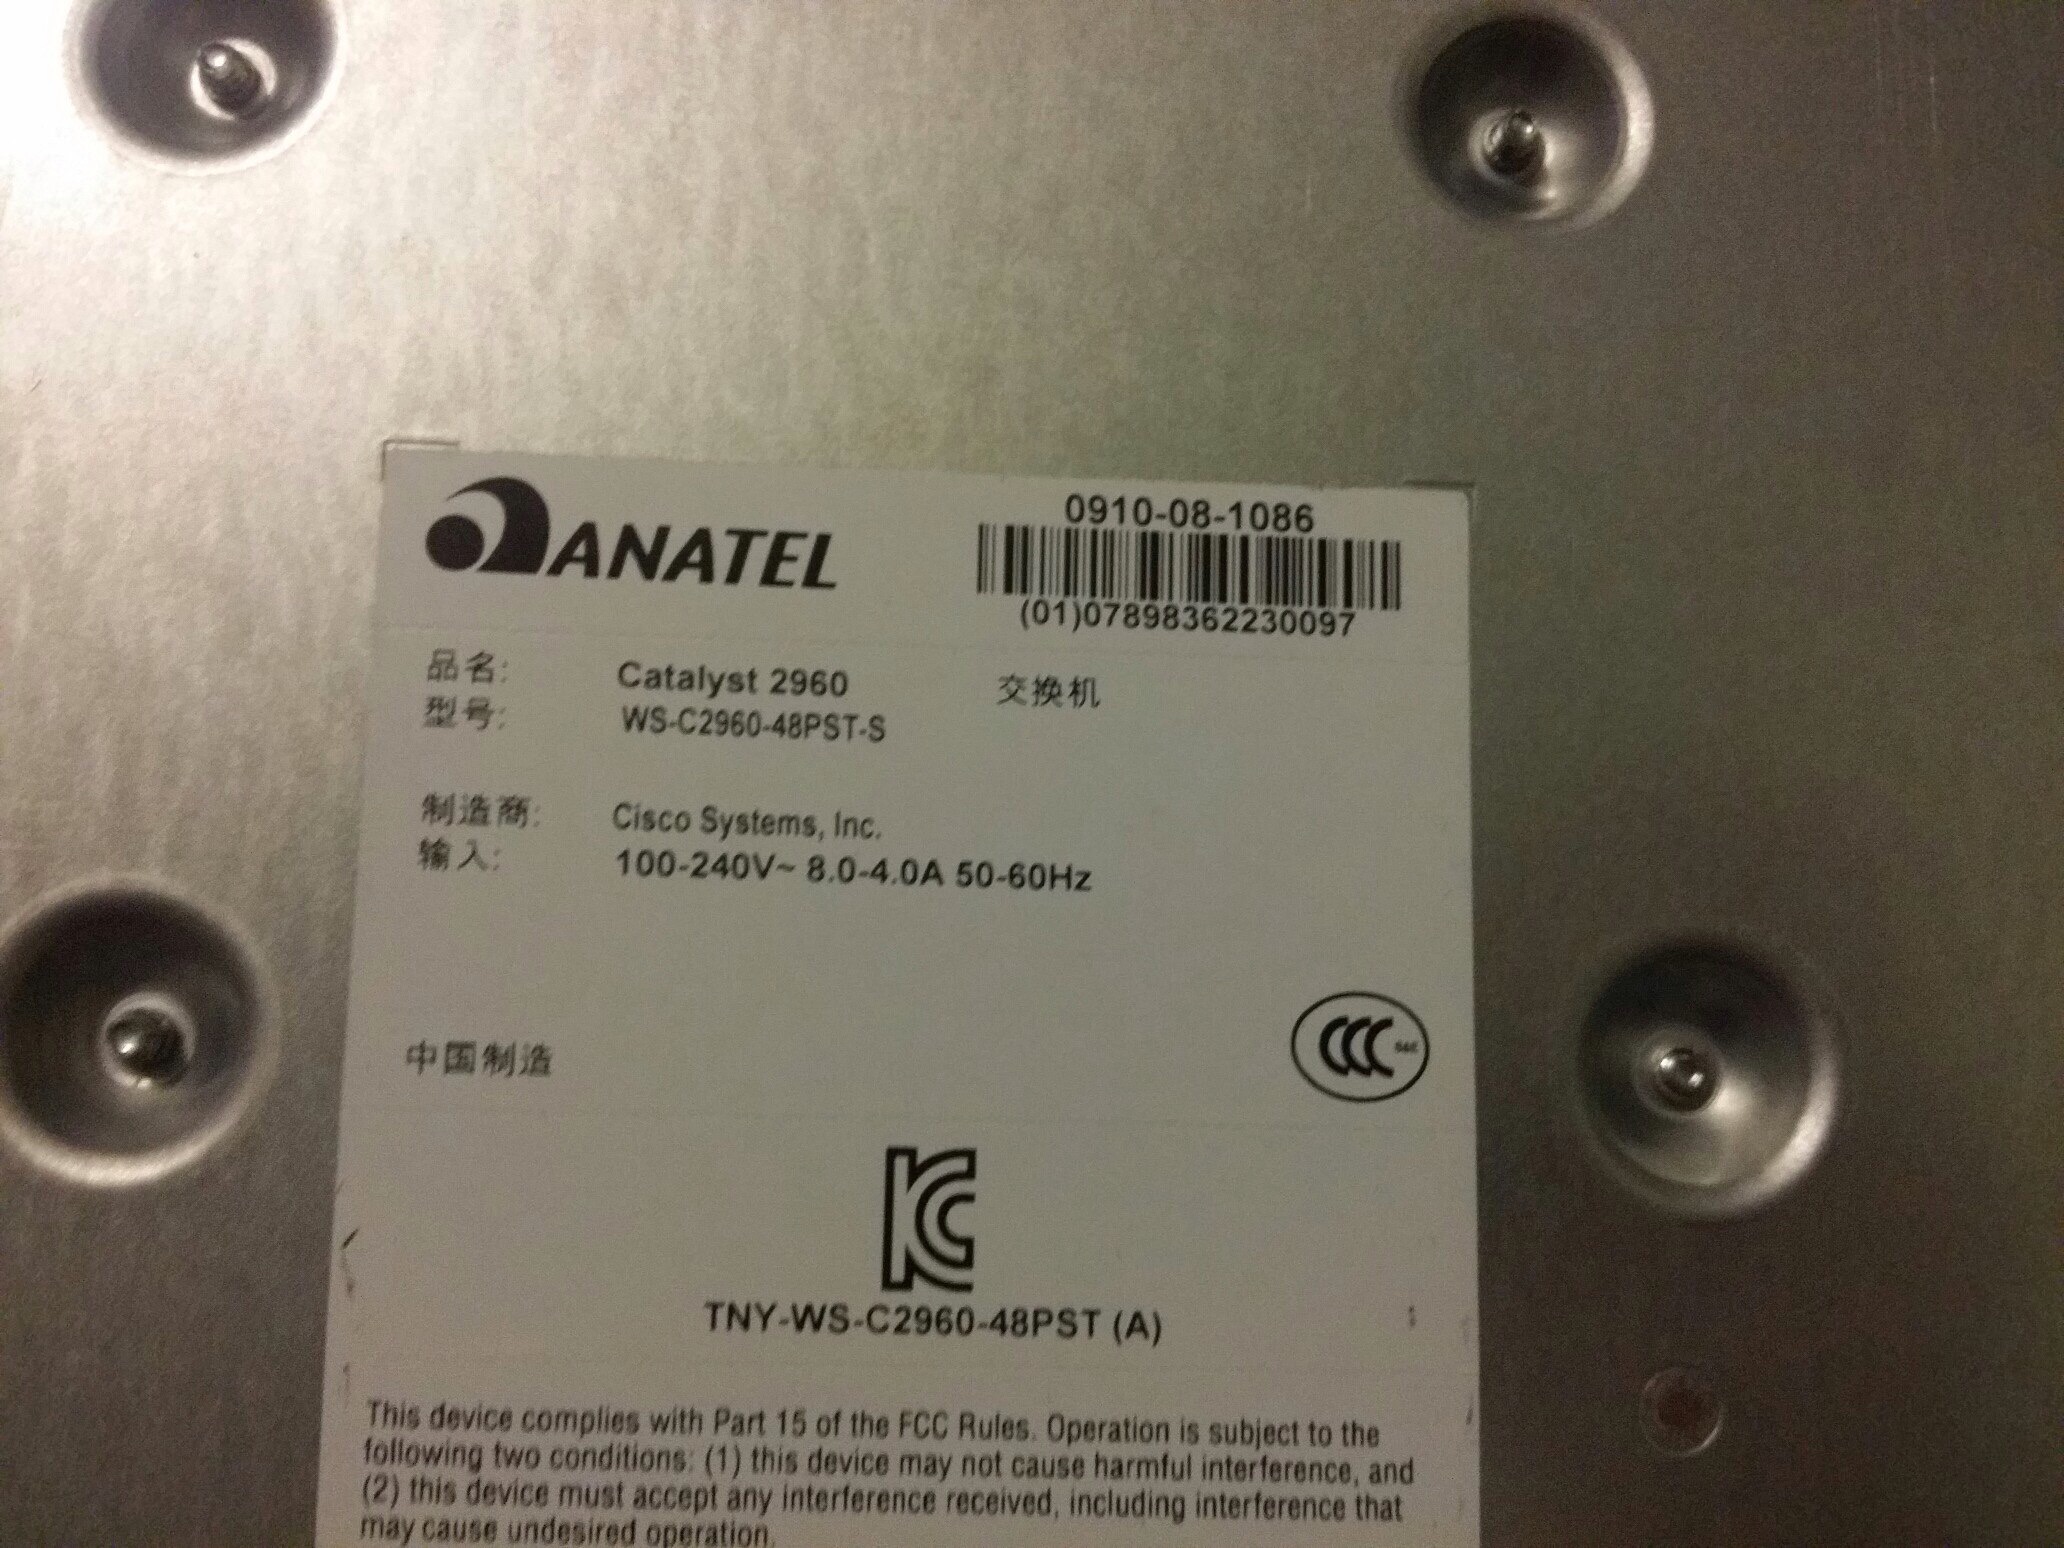 ANATEL
0910-08-1086
(01)07898362230097
品名: Catalyst 2960 交换机
型号: WS-C2960-48PST-S
制造商: Cisco Systems, Inc.
输入: 100-240V~ 8.0-4.0A 50-60Hz
中国制造
CCC S&E
KC
TNY-WS-C2960-48PST (A)
This device complies with Part 15 of the FCC Rules. Operation is subject to the
following two conditions: (1) this device may not cause harmful interference, and
(2) this device must accept any interference received, including interference that
may cause undesired operation.